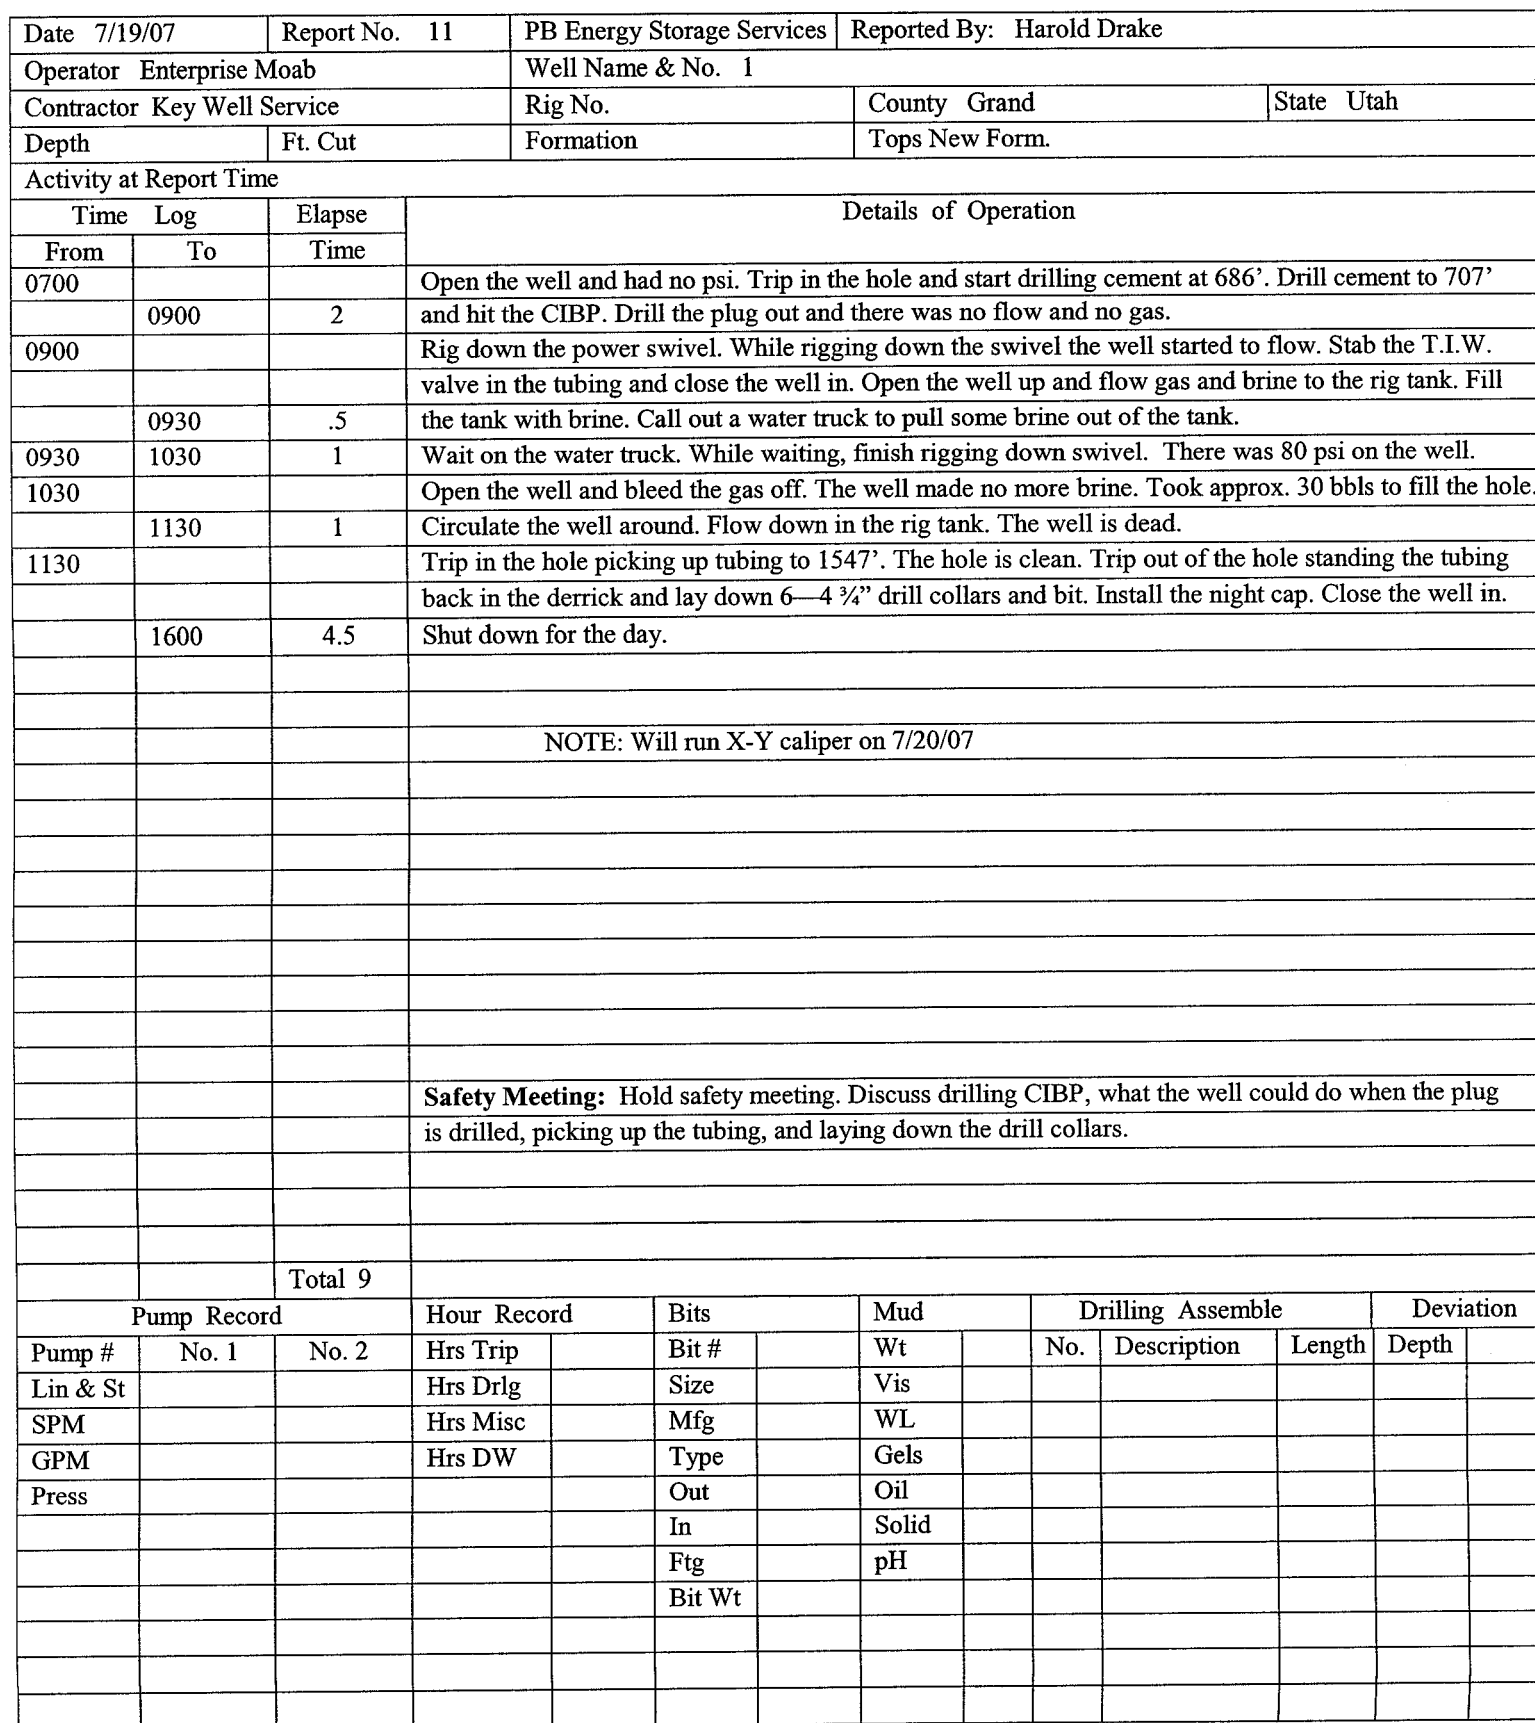 Date 7/19/07 Report No. 11 PB Energy Storage Services Reported By: Harold Drake
Operator Enterprise Moab Well Name & No. 1
Contractor Key Well Service Rig No. County Grand State Utah
Depth Ft. Cut Formation Tops New Form.
Activity at Report Time
Time Log Elapse Details of Operation
From To Time
0700 Open the well and had no psi. Trip in the hole and start drilling cement at 686’. Drill cement to 707’
0900 2 and hit the CIBP. Drill the plug out and there was no flow and no gas.
0900 Rig down the power swivel. While rigging down the swivel the well started to flow. Stab the T.I.W.
valve in the tubing and close the well in. Open the well up and flow gas and brine to the rig tank. Fill
0930 .5 the tank with brine. Call out a water truck to pull some brine out of the tank.
0930 1030 1 Wait on the water truck. While waiting, finish rigging down swivel. There was 80 psi on the well.
1030 Open the well and bleed the gas off. The well made no more brine. Took approx. 30 bbls to fill the hole.
1130 1 Circulate the well around. Flow down in the rig tank. The well is dead.
1130 Trip in the hole picking up tubing to 1547’. The hole is clean. Trip out of the hole standing the tubing
back in the derrick and lay down 6—4 ¾” drill collars and bit. Install the night cap. Close the well in.
1600 4.5 Shut down for the day.
NOTE: Will run X-Y caliper on 7/20/07
Safety Meeting: Hold safety meeting. Discuss drilling CIBP, what the well could do when the plug
is drilled, picking up the tubing, and laying down the drill collars.
Total 9
Pump Record Hour Record Bits Mud Drilling Assemble Deviation
Pump # No. 1 No. 2 Hrs Trip Bit # Wt No. Description Length Depth
Lin & St Hrs Drlg Size Vis
SPM Hrs Misc Mfg WL
GPM Hrs DW Type Gels
Press Out Oil
In Solid
Ftg pH
Bit Wt